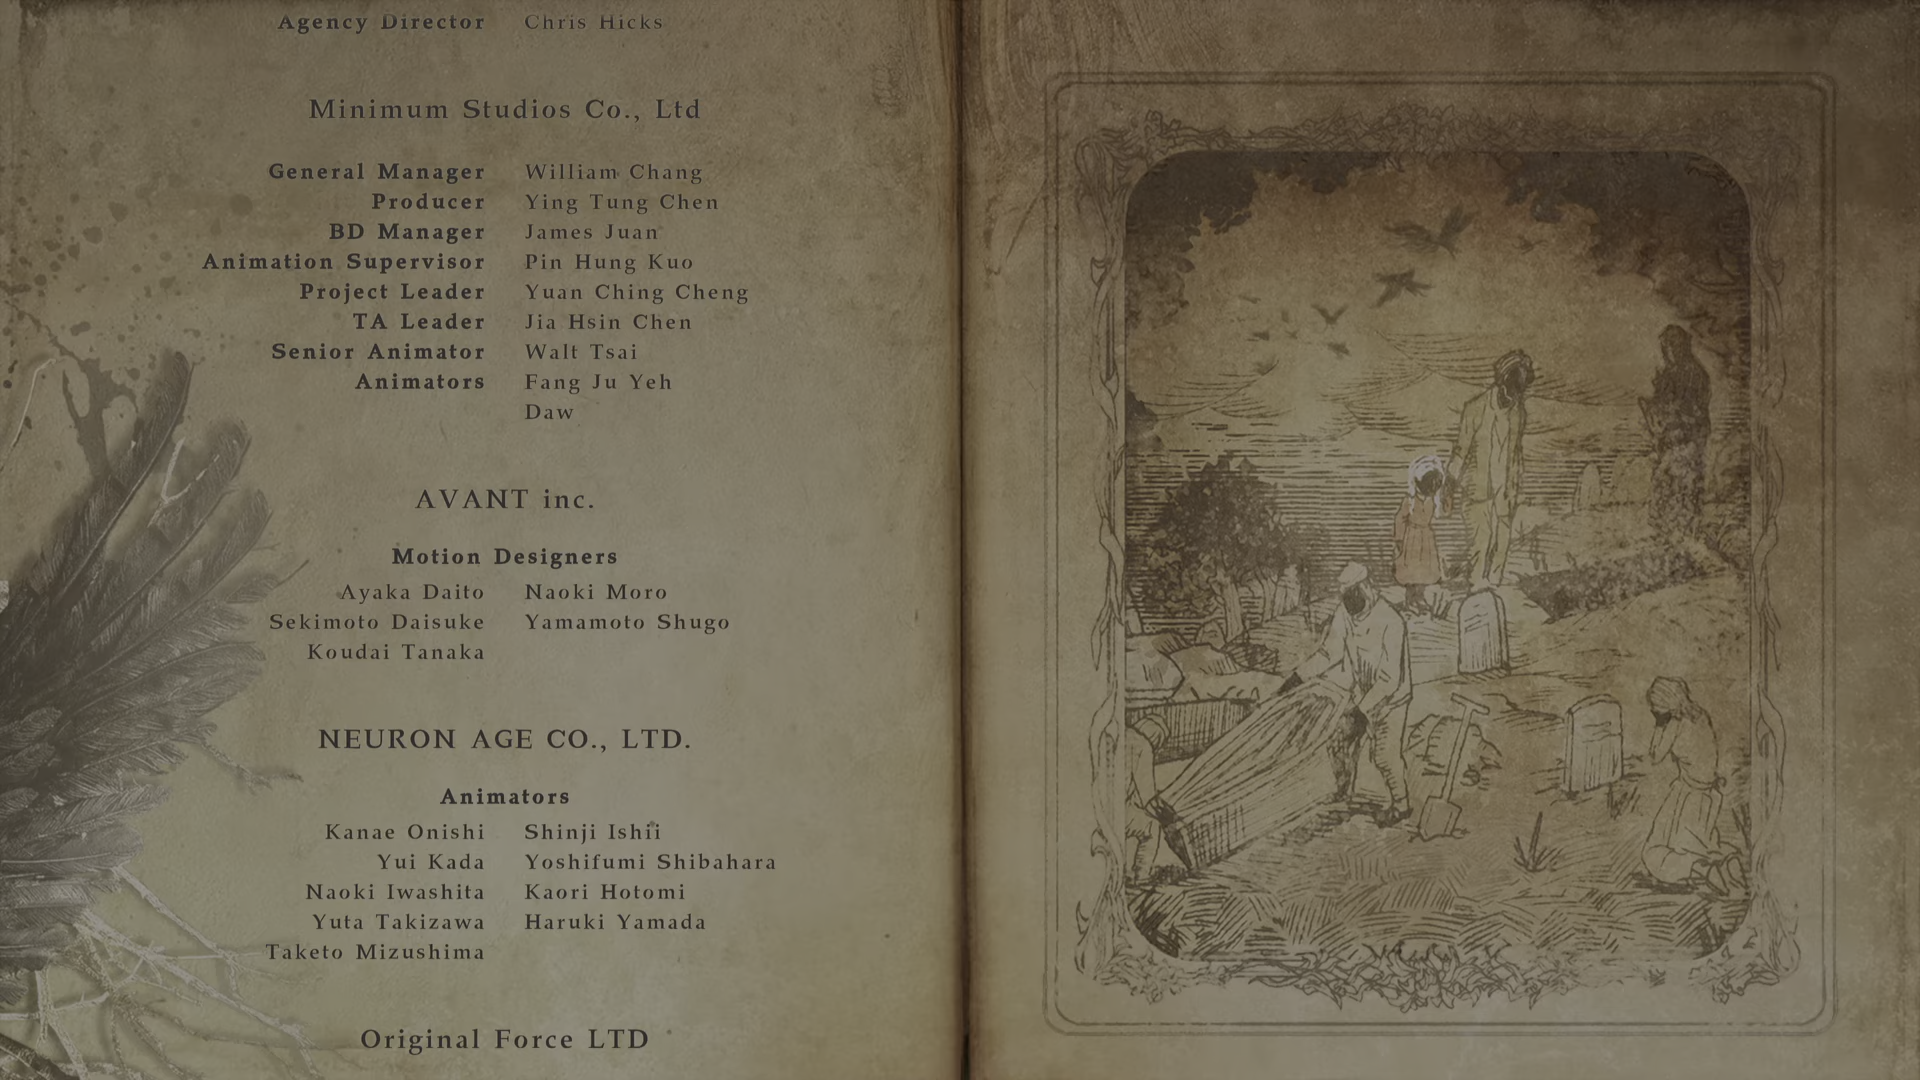 Agency Director Chris Hicks
Minimum Studios Co., Ltd
General Manager William Chang
Producer Ying Tung Chen
BD Manager James Juan
Animation Supervisor Pin Hung Kuo
Project Leader Yuan Ching Cheng
TA Leader Jia Hsin Chen
Senior Animator Walt Tsai
Animators Fang Ju Yeh
Daw
AVANT inc.
Motion Designers
Ayaka Daito Naoki Moro
Sekimoto Daisuke Yamamoto Shugo
Koudai Tanaka
NEURON AGE CO., LTD.
Animators
Kanae Onishi Shinji Ishii
Yui Kada Yoshifumi Shibahara
Naoki Iwashita Kaori Hotomi
Yuta Takizawa Haruki Yamada
Taketo Mizushima
Original Force LTD